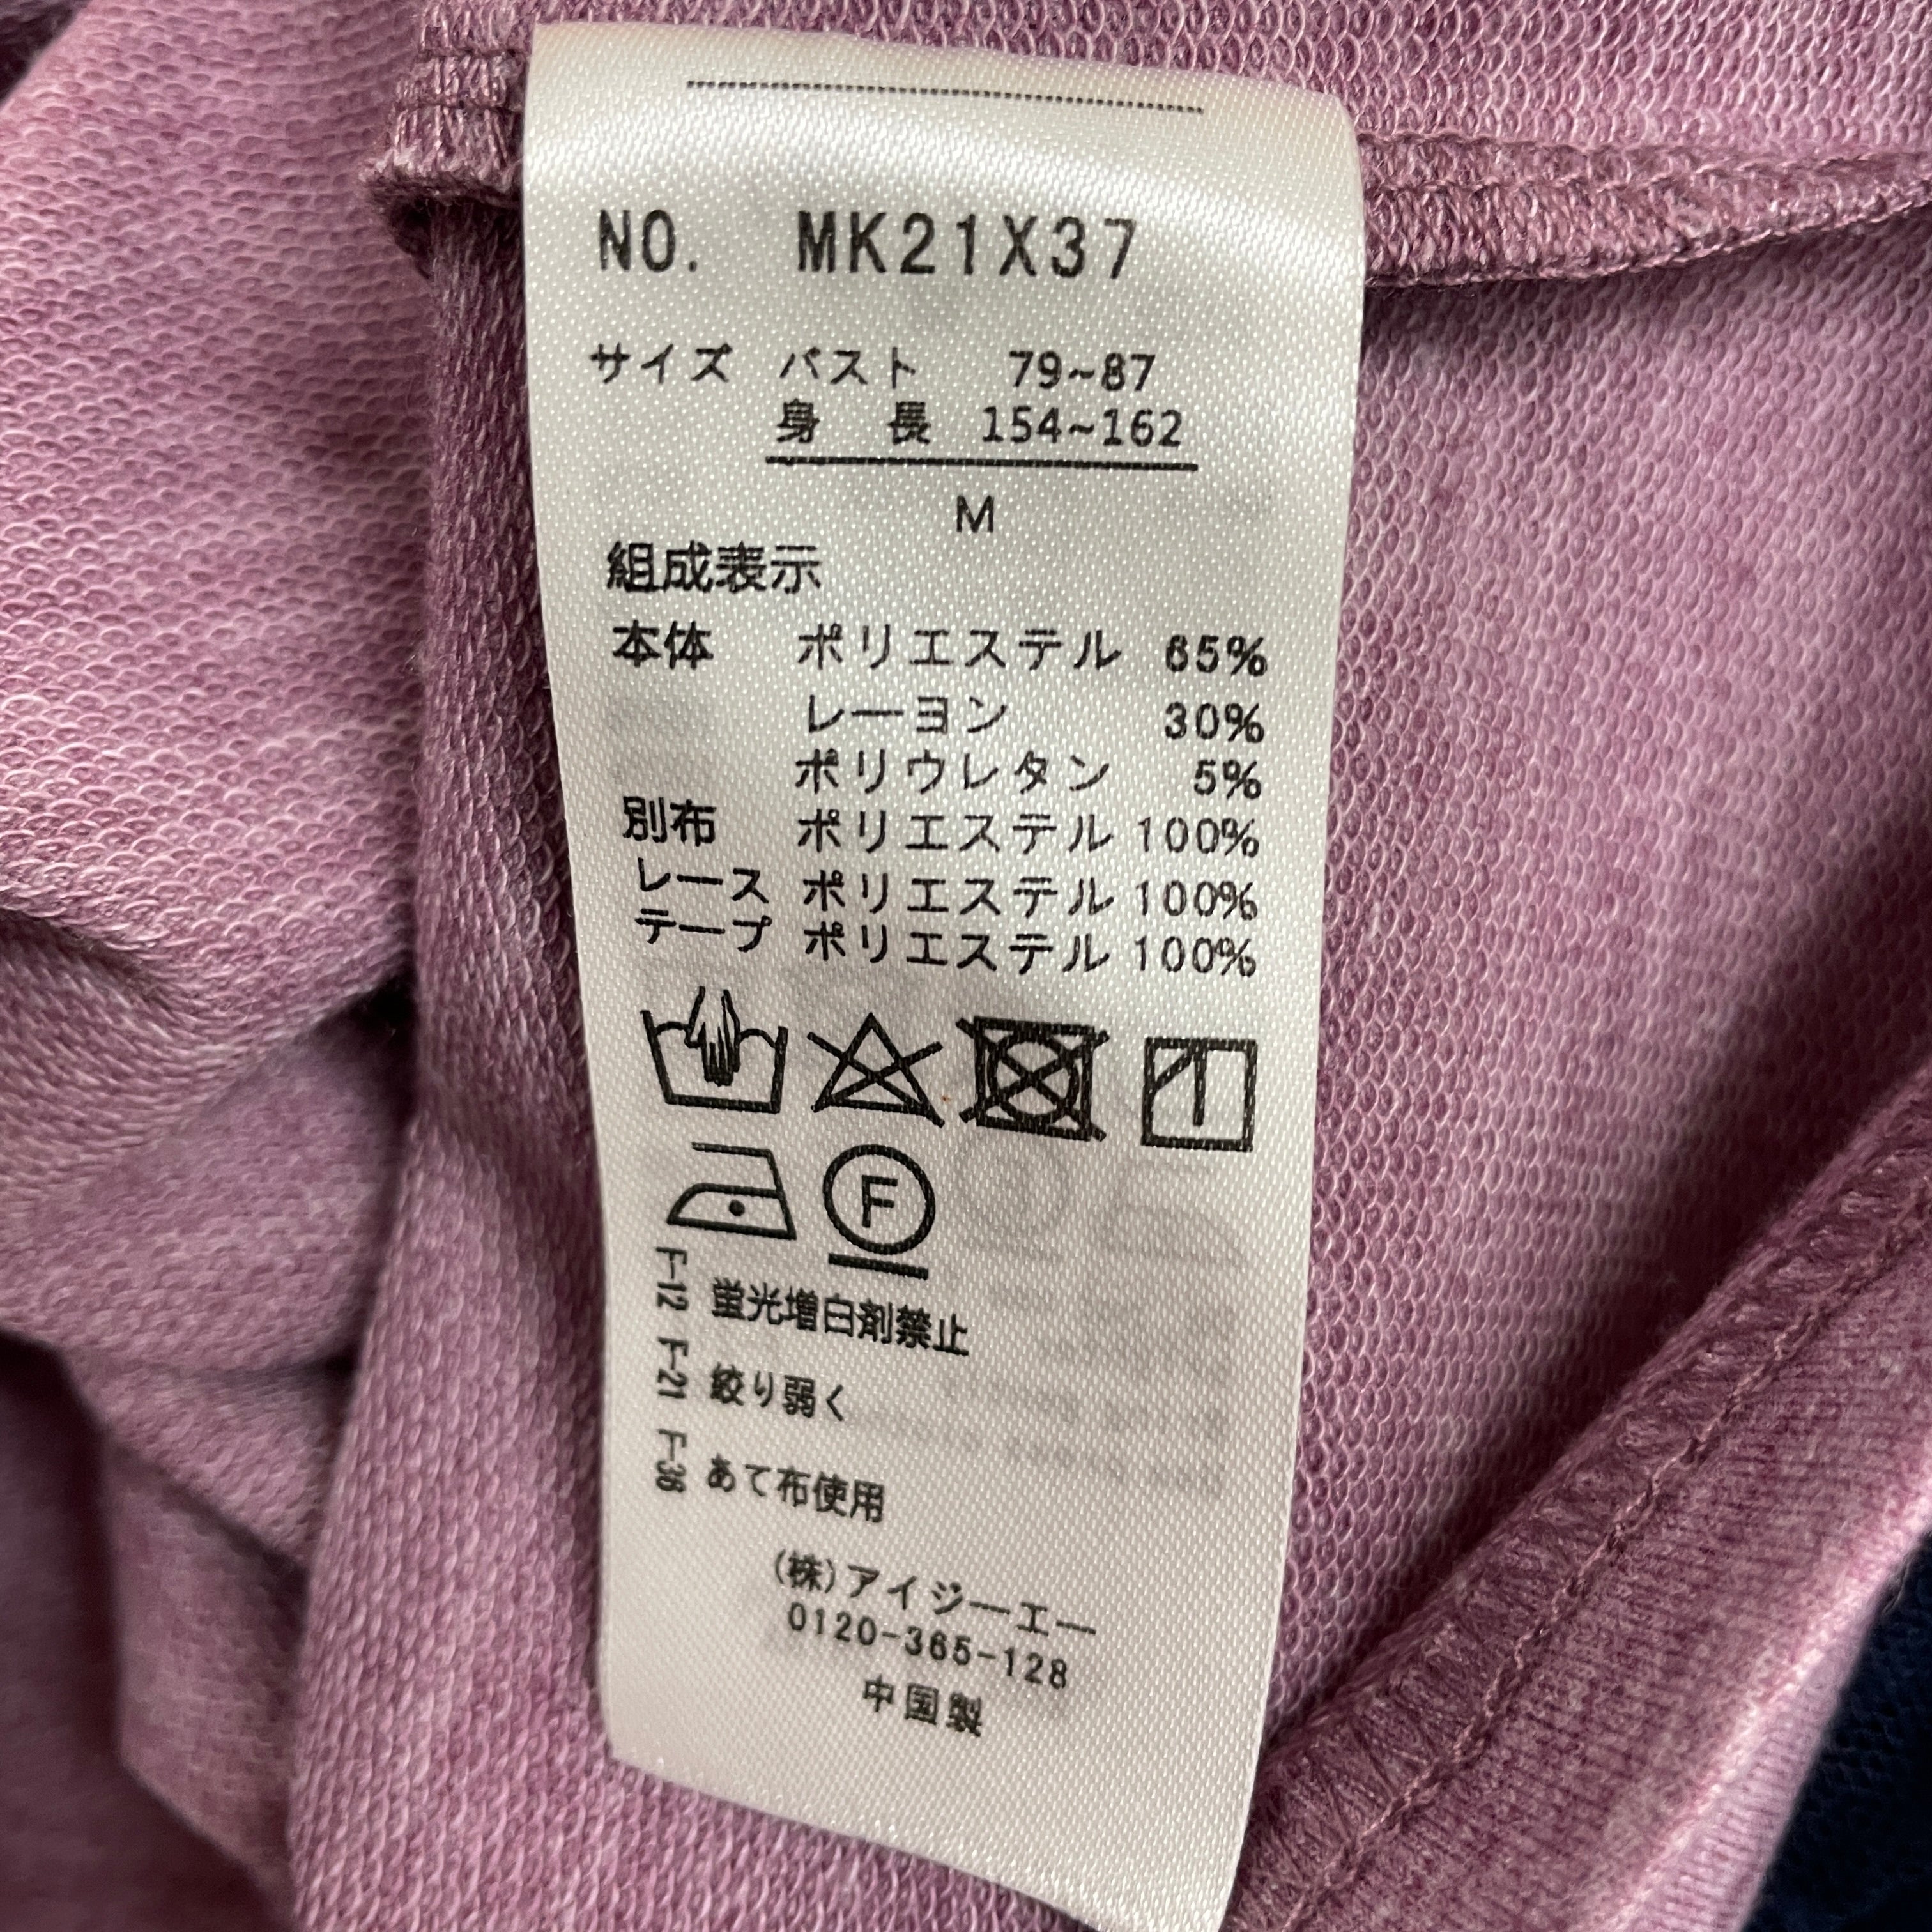 NO. MK21X37
サイズ バスト 79~87
身 長 154~162
M
組成表示
本体 ポリエステル 65%
レーヨン 30%
ポリウレタン 5%
別布 ポリエステル 100%
レース ポリエステル 100%
テープ ポリエステル 100%
F
F-12 蛍光増白剤禁止
F-21 絞り弱く
F-36 あて布使用
(株)アイジーエー
0120-365-128
中国製